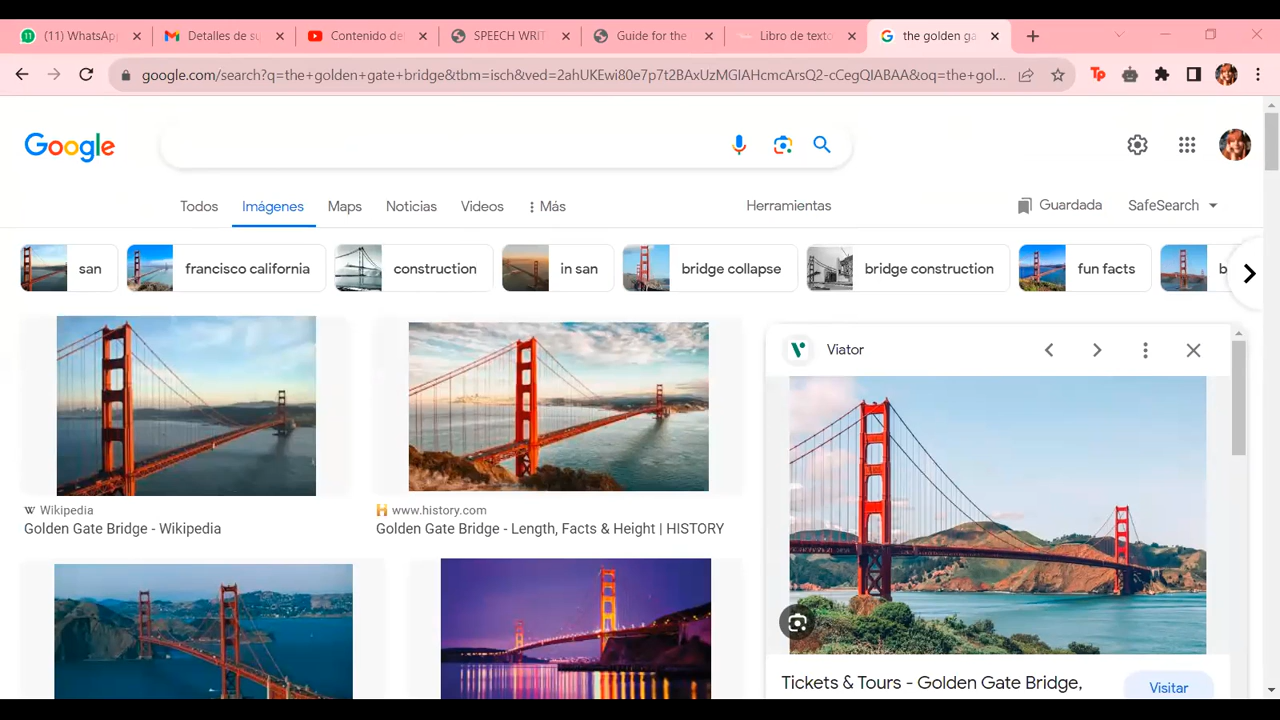 (11) WhatsAp
Detalles de su
Contenido de
SPEECH WRIT
Guide for the
Libro de texto
the golden ga
google.com/search?q=the+golden+gate+bridge&tbm=isch&ved=2ahUKEwi80e7p7t2BAxUzMGIAHcmcArsQ2-cCegQIABAA&oq=the+gol...
Tp
Google
Todos
Imágenes
Maps
Noticias
Videos
Más
Herramientas
Guardada
SafeSearch
san
francisco california
construction
in san
bridge collapse
bridge construction
fun facts
b
Viator
W Wikipedia
Golden Gate Bridge - Wikipedia
H www.history.com
Golden Gate Bridge - Length, Facts & Height | HISTORY
Tickets & Tours - Golden Gate Bridge,
Visitar